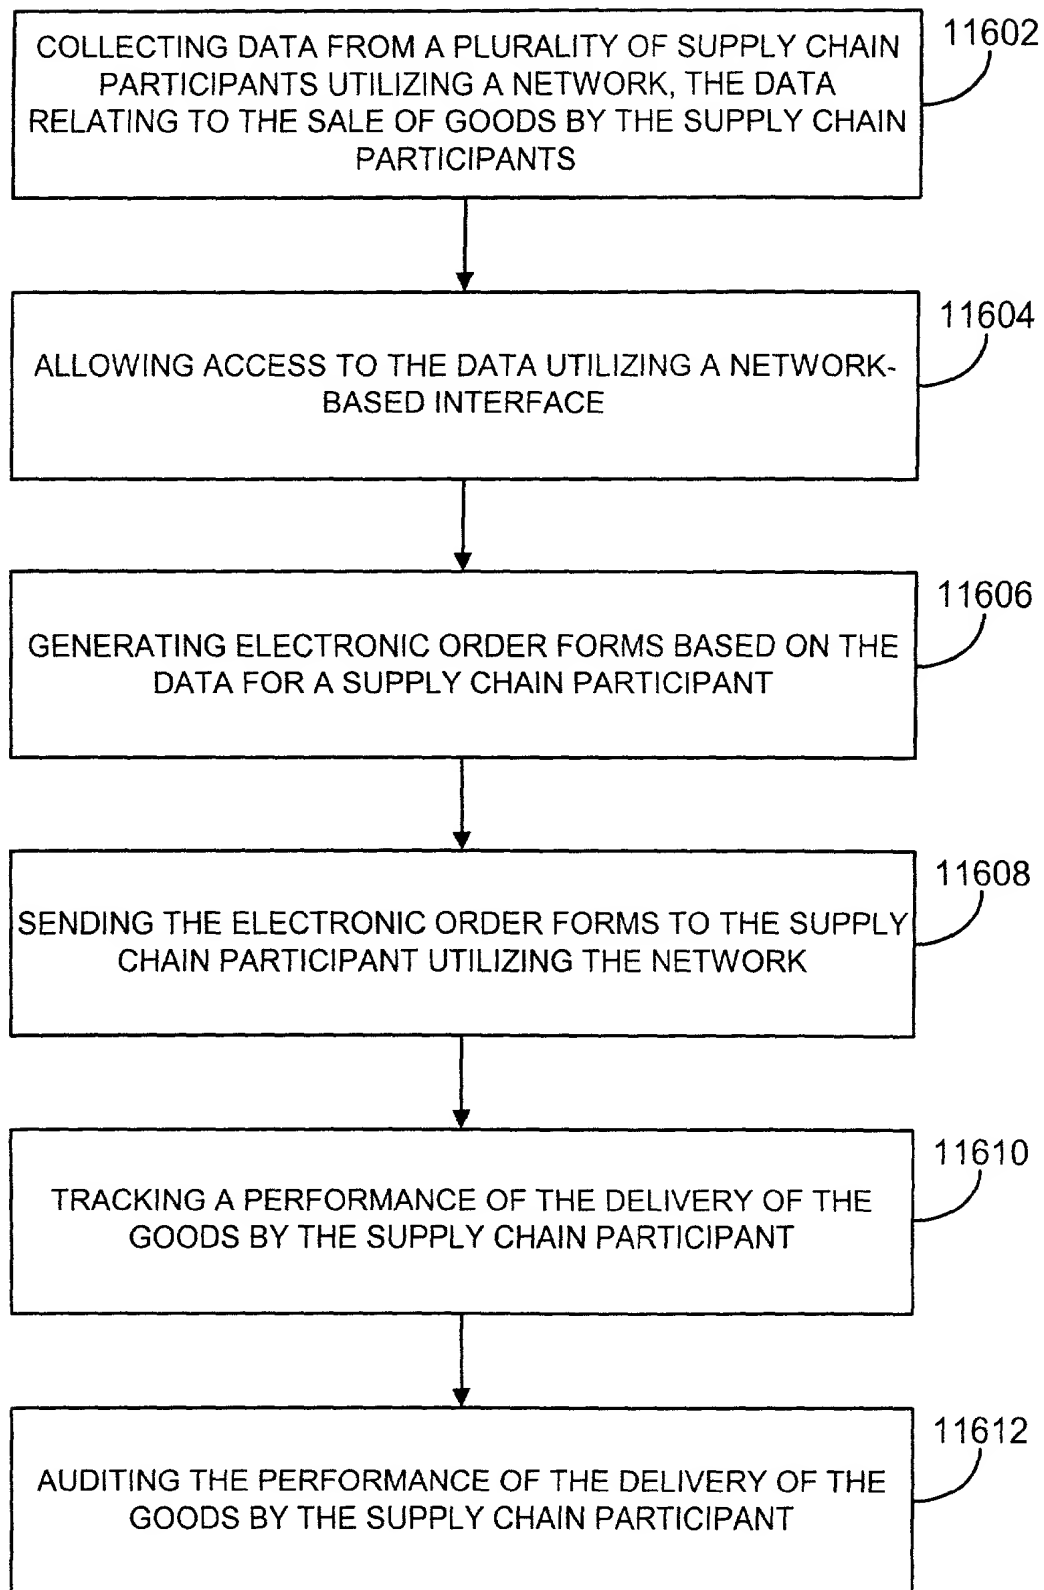 COLLECTING DATA FROM A PLURALITY OF SUPPLY CHAIN
PARTICIPANTS UTILIZING A NETWORK, THE DATA
RELATING TO THE SALE OF GOODS BY THE SUPPLY CHAIN
PARTICIPANTS
11602
ALLOWING ACCESS TO THE DATA UTILIZING A NETWORK-
BASED INTERFACE
11604
GENERATING ELECTRONIC ORDER FORMS BASED ON THE
DATA FOR A SUPPLY CHAIN PARTICIPANT
11606
SENDING THE ELECTRONIC ORDER FORMS TO THE SUPPLY
CHAIN PARTICIPANT UTILIZING THE NETWORK
11608
TRACKING A PERFORMANCE OF THE DELIVERY OF THE
GOODS BY THE SUPPLY CHAIN PARTICIPANT
11610
AUDITING THE PERFORMANCE OF THE DELIVERY OF THE
GOODS BY THE SUPPLY CHAIN PARTICIPANT
11612